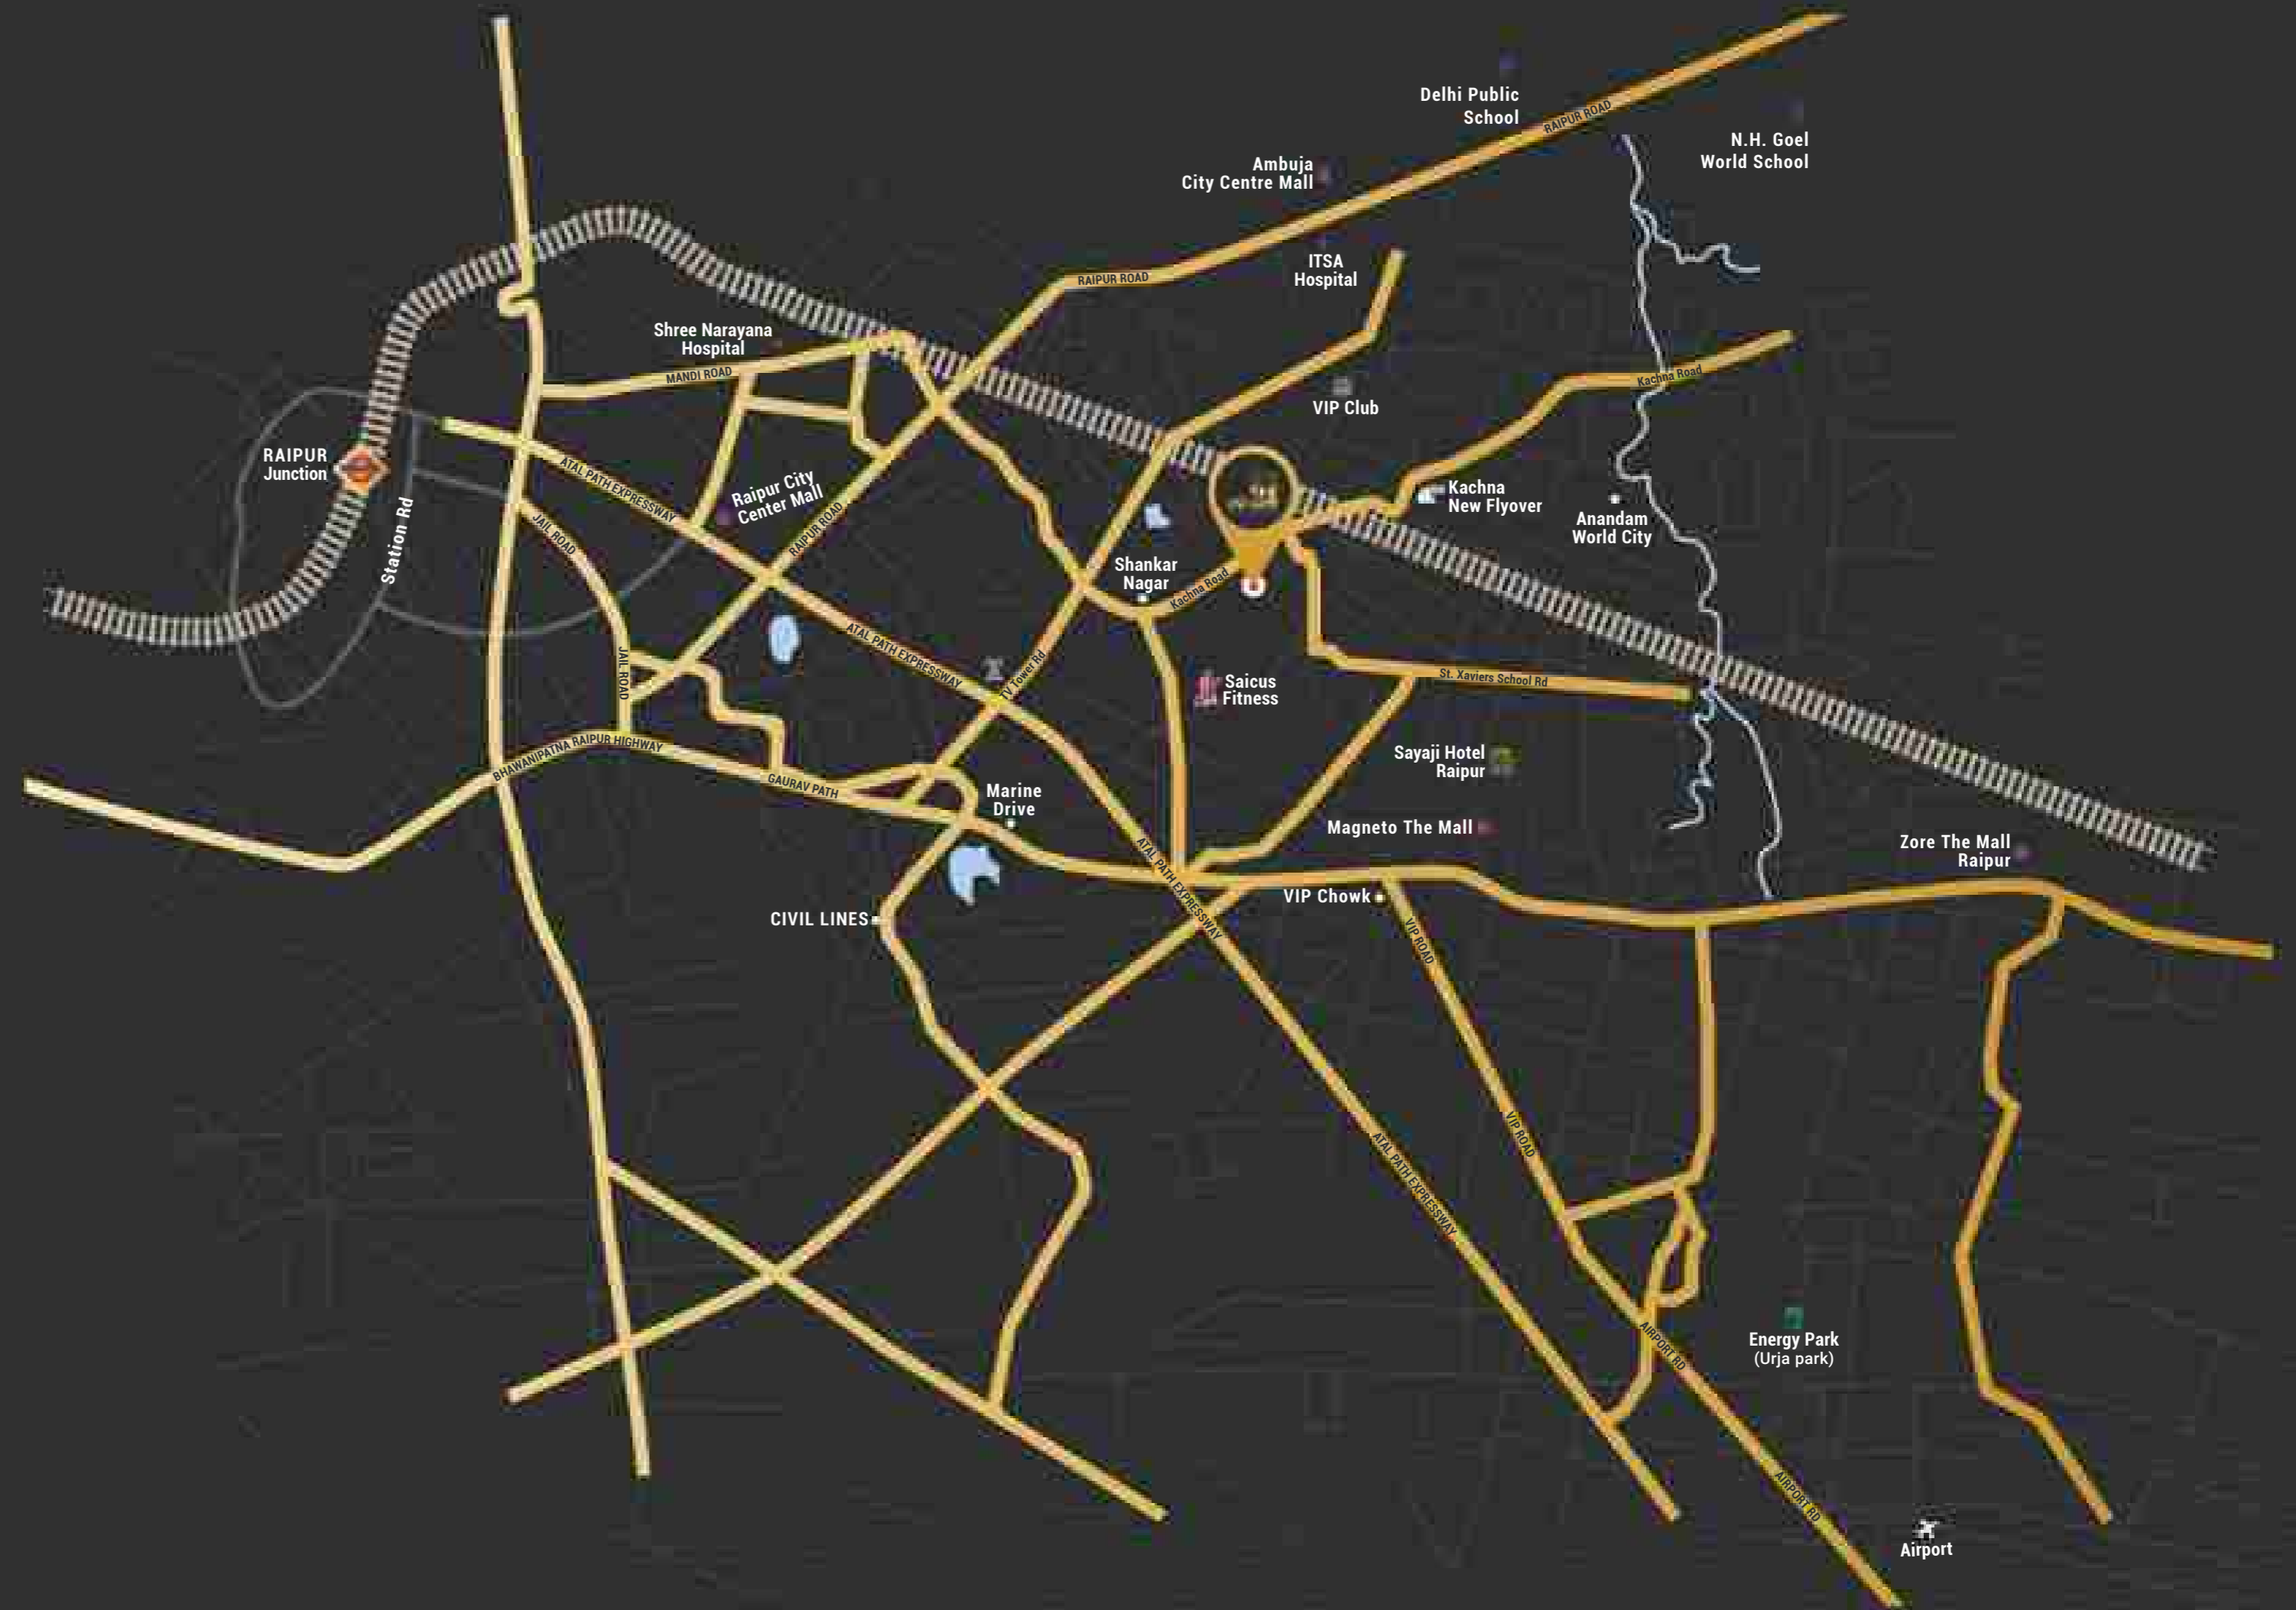 Delhi Public
School
RAIPUR ROAD
N.H. Goel
World School
Ambuja
City Centre Mall
ITSA
Hospital
RAIPUR ROAD
Shree Narayana
Hospital
MANDI ROAD
VIP Club
Kachna Road
RAIPUR
Junction
Station Rd
ATAL PATH EXPRESSWAY
JAIL ROAD
Raipur City
Center Mall
RAIPUR ROAD
Kachna
New Flyover
Anandam
World City
Shankar
Nagar
Kachna Road
ATAL PATH EXPRESSWAY
JAIL ROAD
TV Tower Rd
Saicus
Fitness
St. Xaviers School Rd
BHAWANIPATNA RAIPUR HIGHWAY
GAURAV PATH
Marine
Drive
Sayaji Hotel
Raipur
Magneto The Mall
Zore The Mall
Raipur
ATAL PATH EXPRESSWAY
VIP Chowk
CIVIL LINES
VIP ROAD
VIP ROAD
ATAL PATH EXPRESSWAY
AIRPORT RD
Energy Park
(Urja park)
AIRPORT RD
Airport